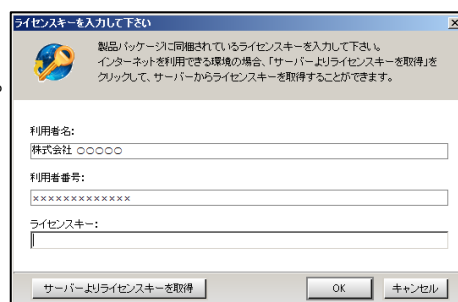 ライセンスキーを入力して下さい
製品パッケージに同梱されているライセンスキーを入力して下さい。
インターネットを利用できる環境の場合、「サーバーよりライセンスキーを取得」を
クリックして、サーバーからライセンスキーを取得することができます。
利用者名:
株式会社 ○○○○○
利用者番号:
×××××××××××××
ライセンスキー:
サーバーよりライセンスキーを取得
OK
キャンセル